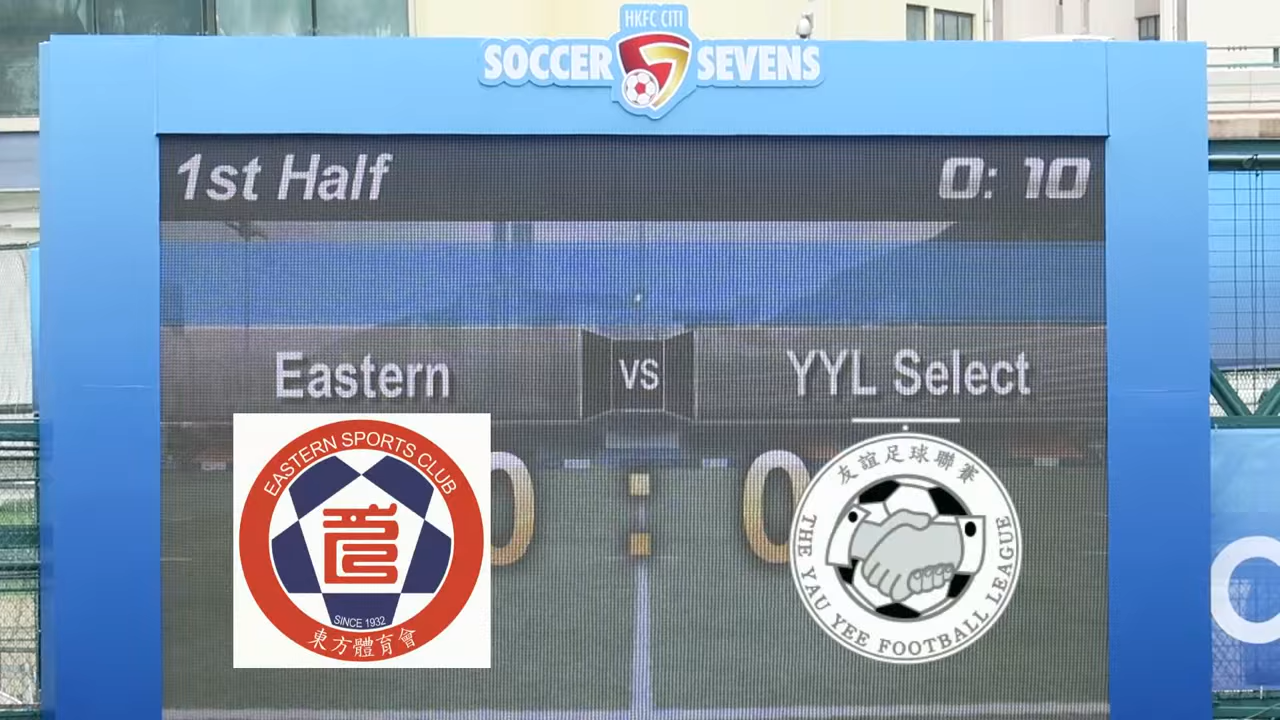 HKFC CITI
SOCCER SEVENS
1st Half 0: 10
Eastern VS YYL Select
0 : 0
EASTERN SPORTS CLUB
SINCE 1932
東方體育會
友誼足球聯賽
THE YAU YEE FOOTBALL LEAGUE